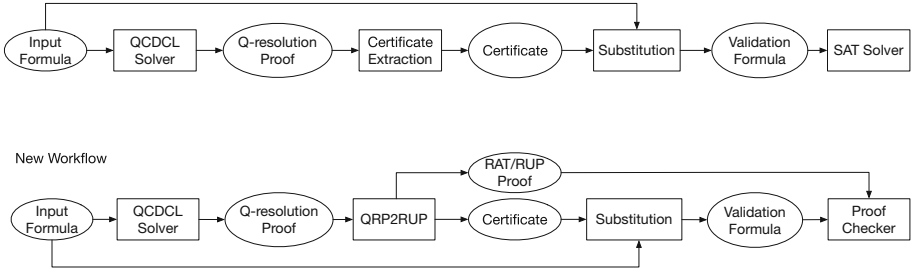 Input
Formula
QCDCL
Solver
Q-resolution
Proof
Certificate
Extraction
Certificate
Substitution
Validation
Formula
SAT Solver
New Workflow
RAT/RUP
Proof
Input
Formula
QCDCL
Solver
Q-resolution
Proof
QRP2RUP
Certificate
Substitution
Validation
Formula
Proof
Checker